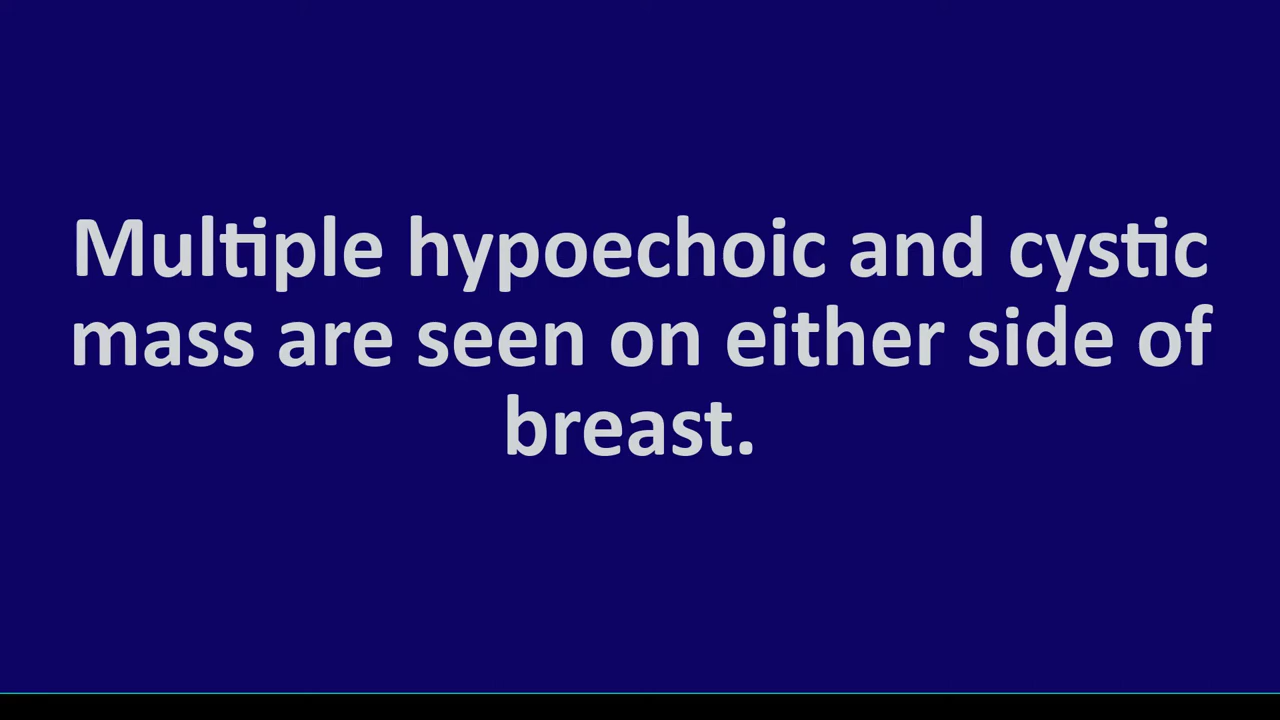 Multiple hypoechoic and cystic
mass are seen on either side of
breast.